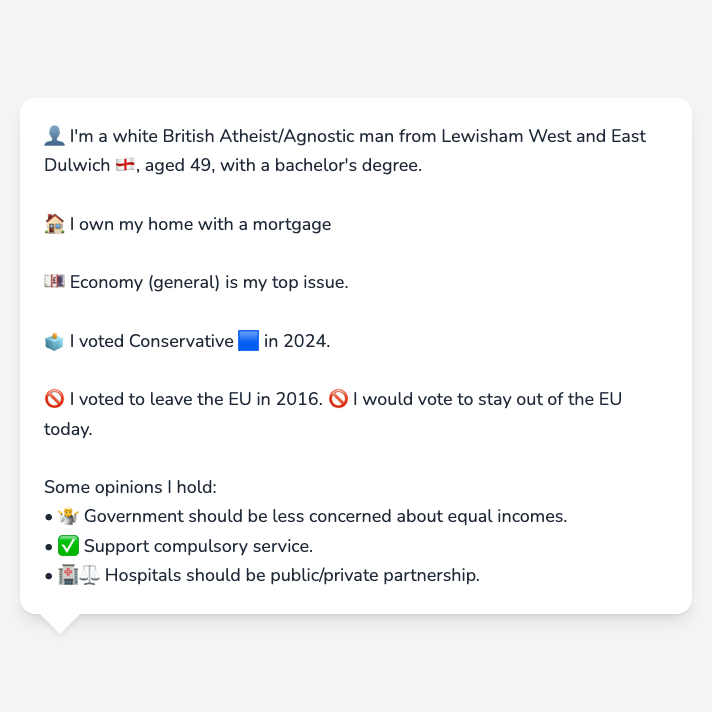 👤 I'm a white British Atheist/Agnostic man from Lewisham West and East
Dulwich 🏴󠁧󠁢󠁥󠁮󠁧󠁿, aged 49, with a bachelor's degree.
🏠 I own my home with a mortgage
💷 Economy (general) is my top issue.
🗳️ I voted Conservative 🟦 in 2024.
🚫 I voted to leave the EU in 2016. 🚫 I would vote to stay out of the EU
today.
Some opinions I hold:
• 🤷 Government should be less concerned about equal incomes.
• ✅ Support compulsory service.
• 🏥⚖️ Hospitals should be public/private partnership.